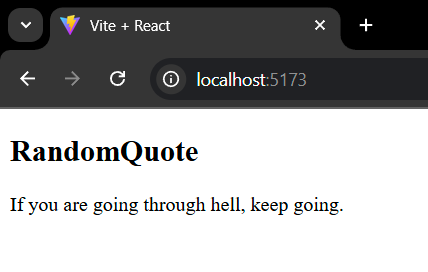 Vite + React
localhost:5173
RandomQuote
If you are going through hell, keep going.